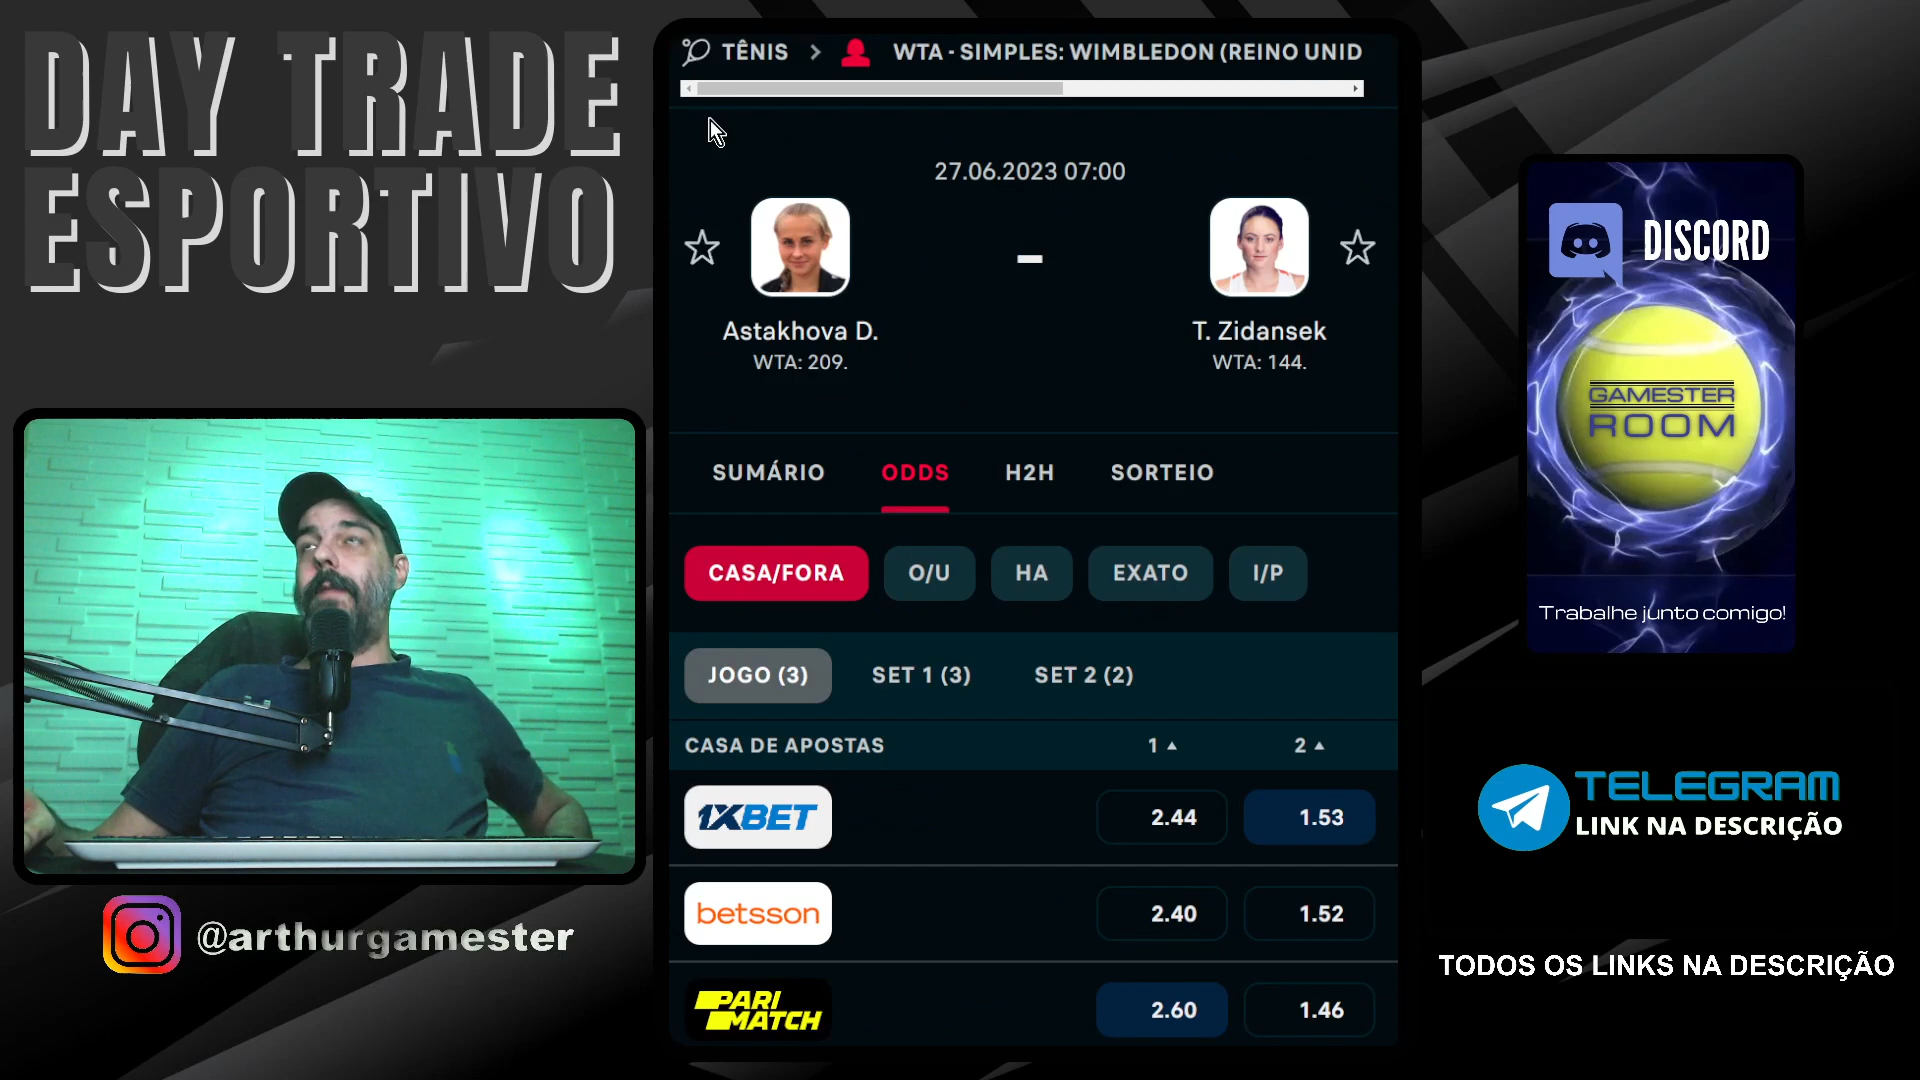 DAY TRADE
ESPORTIVO
@arthurgamester
TÊNIS
WTA - SIMPLES: WIMBLEDON (REINO UNID
27.06.2023 07:00
Astakhova D.
WTA: 209.
-
T. Zidansek
WTA: 144.
SUMÁRIO ODDS H2H SORTEIO
CASA/FORA O/U HA EXATO I/P
JOGO (3) SET 1 (3) SET 2 (2)
CASA DE APOSTAS 1 2
1XBET 2.44 1.53
betsson 2.40 1.52
PARI MATCH 2.60 1.46
DISCORD
GAMESTER
ROOM
Trabalhe junto comigo!
TELEGRAM
LINK NA DESCRIÇÃO
TODOS OS LINKS NA DESCRIÇÃO